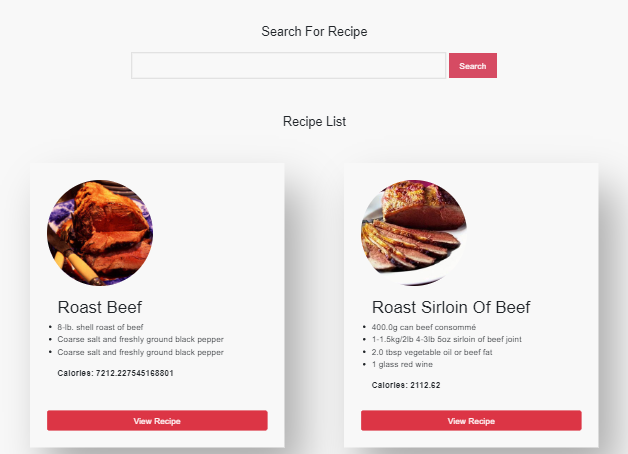 Search For Recipe
Search
Recipe List
Roast Beef
8-lb. shell roast of beef
Coarse salt and freshly ground black pepper
Coarse salt and freshly ground black pepper
Calories: 7212.227545168801
View Recipe
Roast Sirloin Of Beef
400.0g can beef consommé
1-1.5kg/2lb 4-3lb 5oz sirloin of beef joint
2.0 tbsp vegetable oil or beef fat
1 glass red wine
Calories: 2112.62
View Recipe